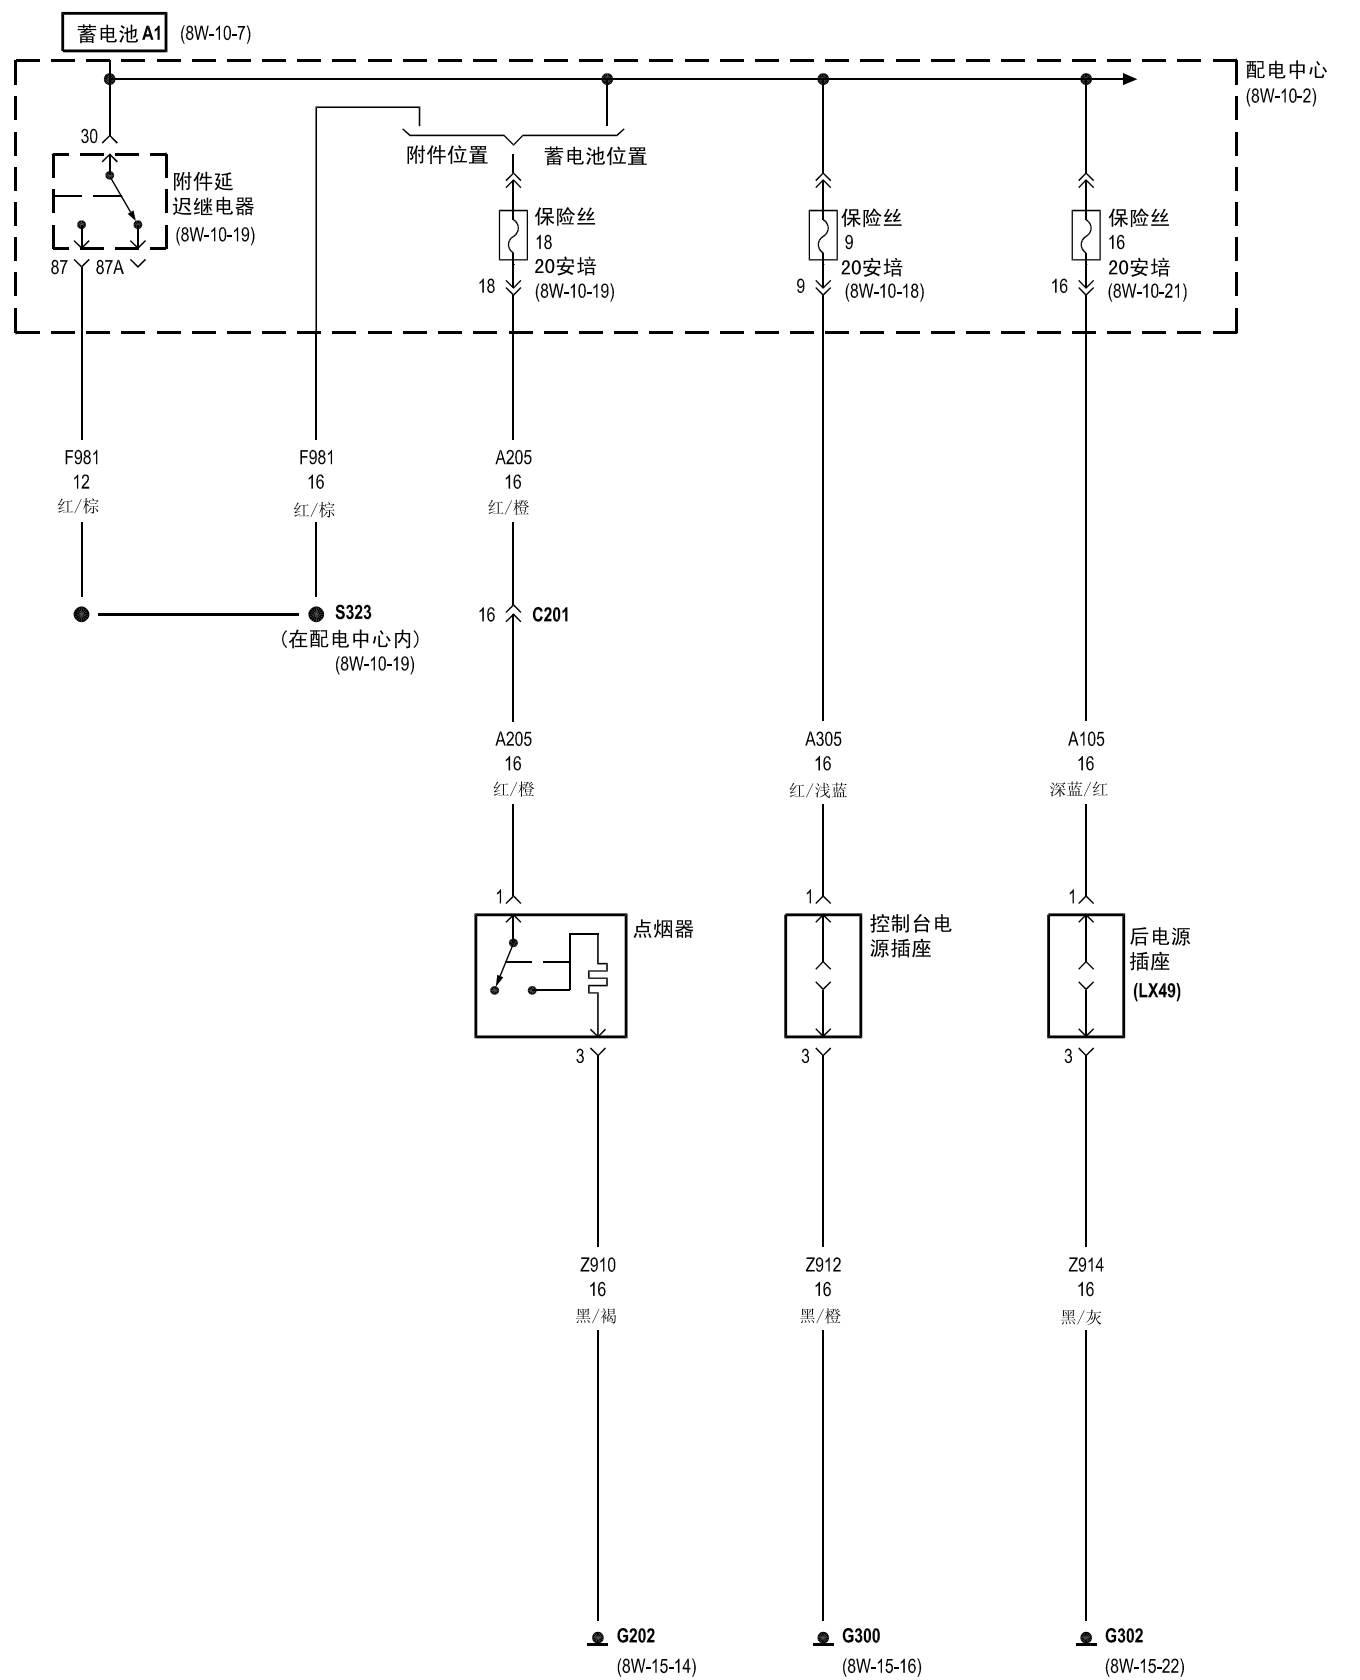 蓄电池 A1 (8W-10-7)
配电中心
(8W-10-2)
30
附件位置
蓄电池位置
附件延
迟继电器
(8W-10-19)
87
87A
保险丝
18
20安培
(8W-10-19)
18
保险丝
9
20安培
(8W-10-18)
9
保险丝
16
20安培
(8W-10-21)
16
F981
12
红/棕
F981
16
红/棕
A205
16
红/橙
S323
(在配电中心内)
(8W-10-19)
16
C201
A205
16
红/橙
A305
16
红/浅蓝
A105
16
深蓝/红
1
点烟器
3
1
控制台电
源插座
3
1
后电源
插座
(LX49)
3
Z910
16
黑/褐
Z912
16
黑/橙
Z914
16
黑/灰
G202
(8W-15-14)
G300
(8W-15-16)
G302
(8W-15-22)